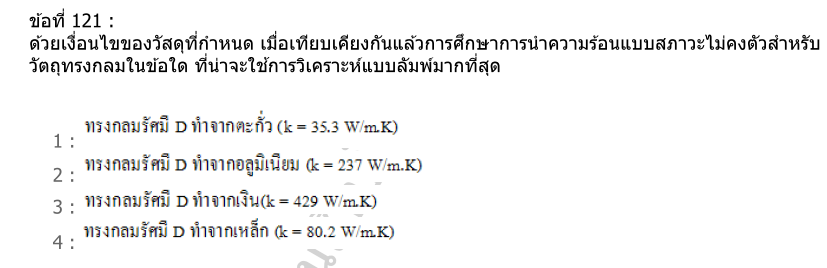 ข้อที่ 121 :
ด้วยเงื่อนไขของวัสดุที่กำหนด เมื่อเทียบเคียงกันแล้วการศึกษาการนำความร้อนแบบสภาวะไม่คงตัวสำหรับ
วัตถุทรงกลมในข้อใด ที่น่าจะใช้การวิเคราะห์แบบลัมพ์มากที่สุด
1 : ทรงกลมรัศมี D ทำจากตะกั่ว (k = 35.3 W/m.K)
2 : ทรงกลมรัศมี D ทำจากอลูมิเนียม (k = 237 W/m.K)
3 : ทรงกลมรัศมี D ทำจากเงิน(k = 429 W/m.K)
4 : ทรงกลมรัศมี D ทำจากเหล็ก (k = 80.2 W/m.K)